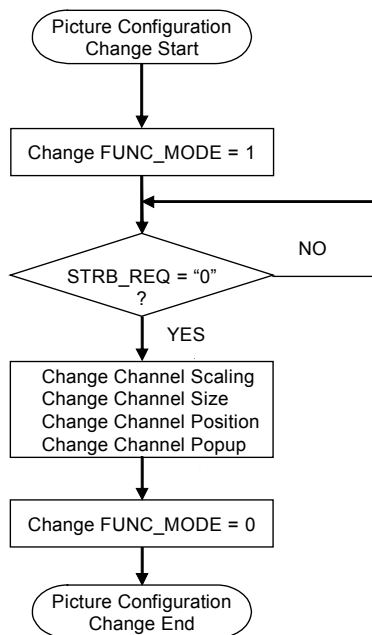 Picture Configuration
Change Start
Change FUNC_MODE = 1
STRB_REQ = “0”
?
NO
YES
Change Channel Scaling
Change Channel Size
Change Channel Position
Change Channel Popup
Change FUNC_MODE = 0
Picture Configuration
Change End